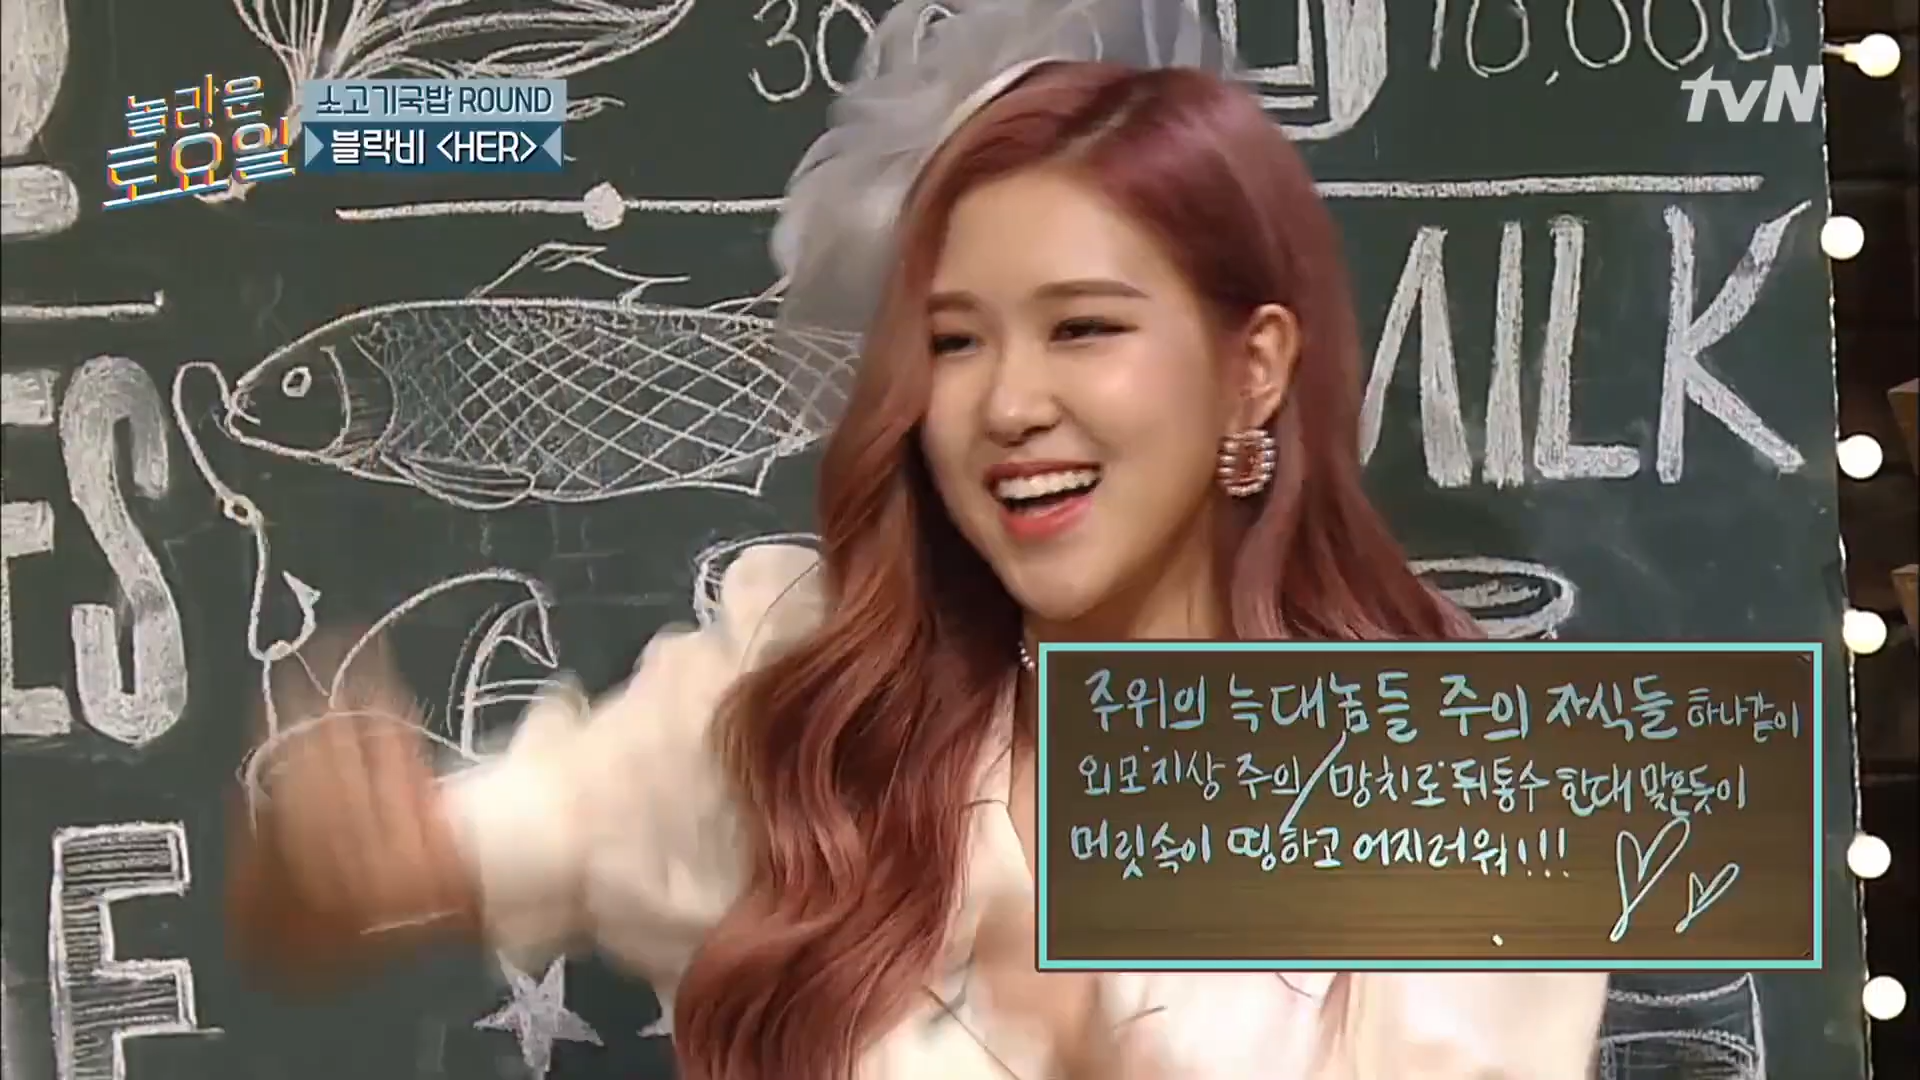 놀라운
토요일
소고기국밥 ROUND
블락비 <HER>
tvN
10,000
MILK
ES
E
주위의 늑대놈들 주의 자식들 하나같이
외모지상주의 / 망치로 뒤통수 한대 맞은듯이
머릿속이 띵하고 어지러워!!!